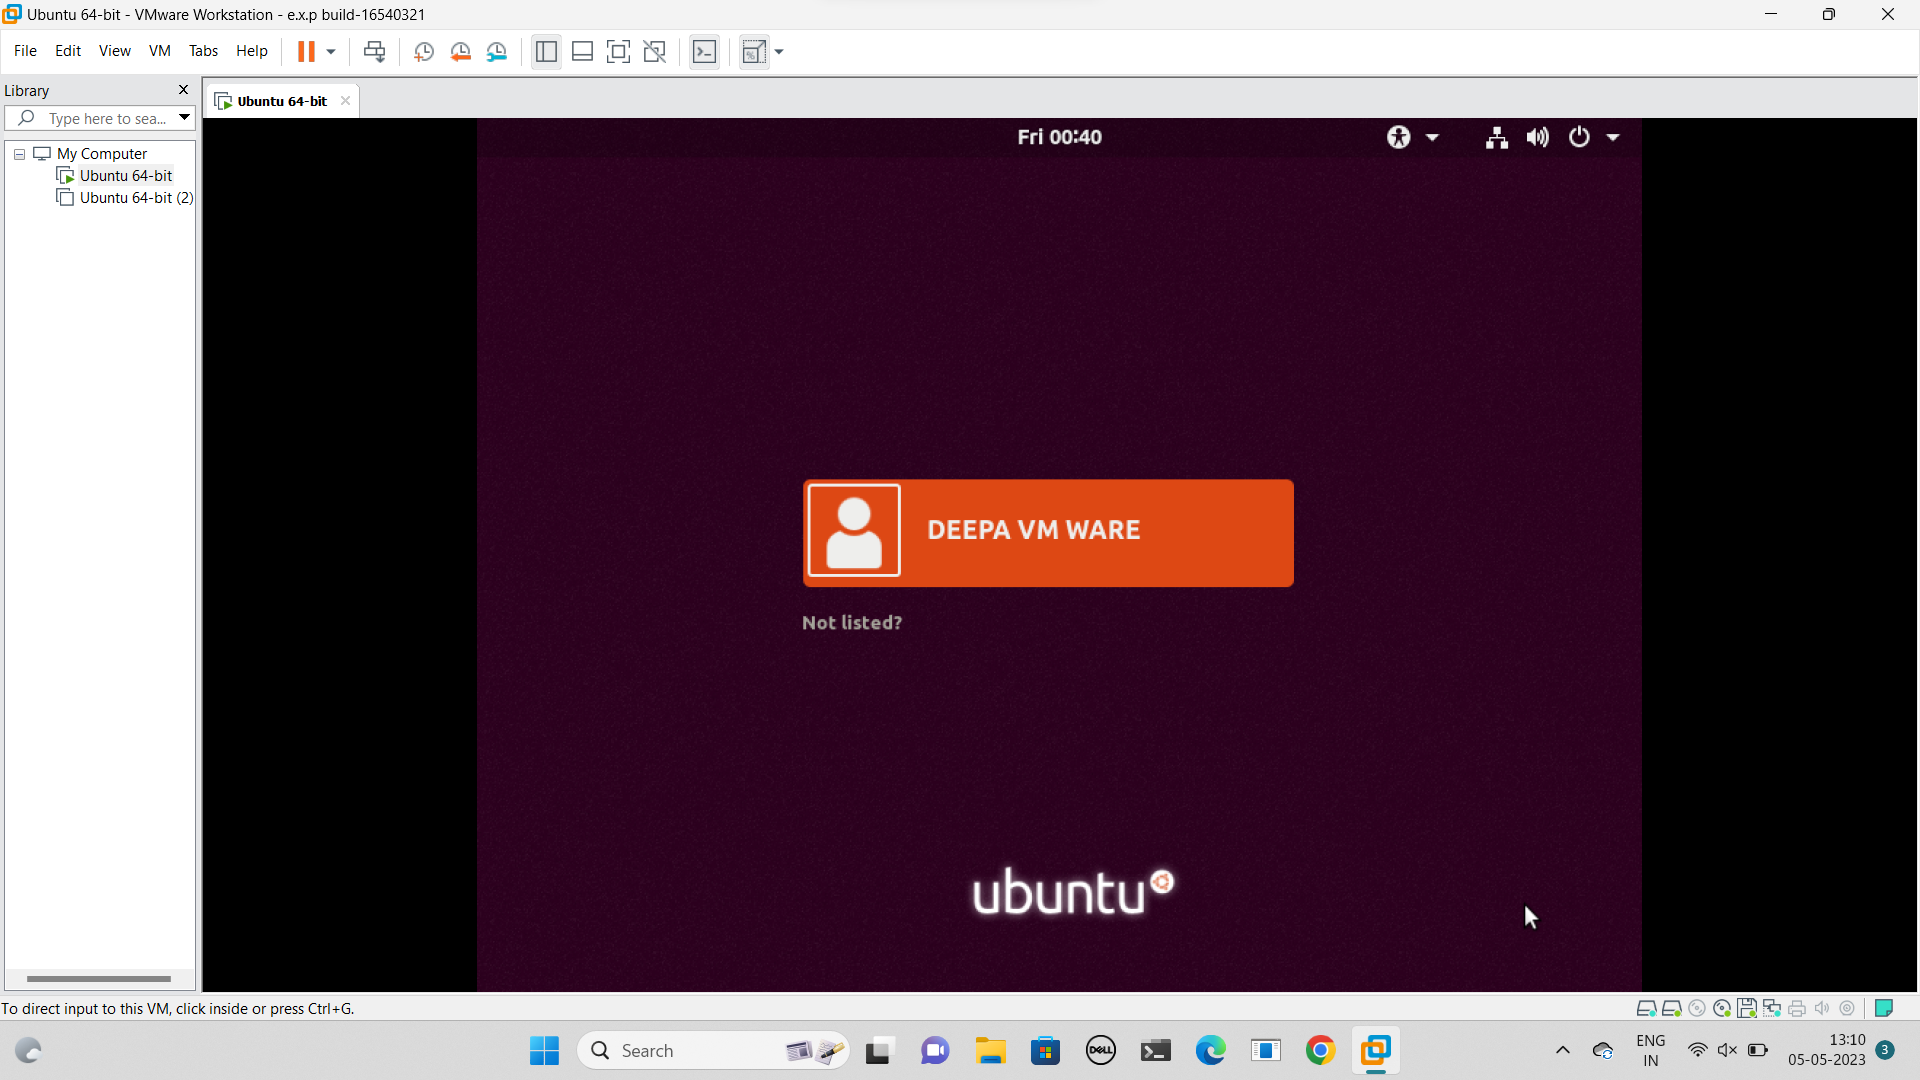 Ubuntu 64-bit - VMware Workstation - e.x.p build-16540321
File Edit View VM Tabs Help
Library
Type here to sea...
My Computer
Ubuntu 64-bit
Ubuntu 64-bit (2)
Ubuntu 64-bit
Fri 00:40
DEEPA VM WARE
Not listed?
ubuntu
To direct input to this VM, click inside or press Ctrl+G.
Search
DELL
ENG
IN
13:10
05-05-2023
3